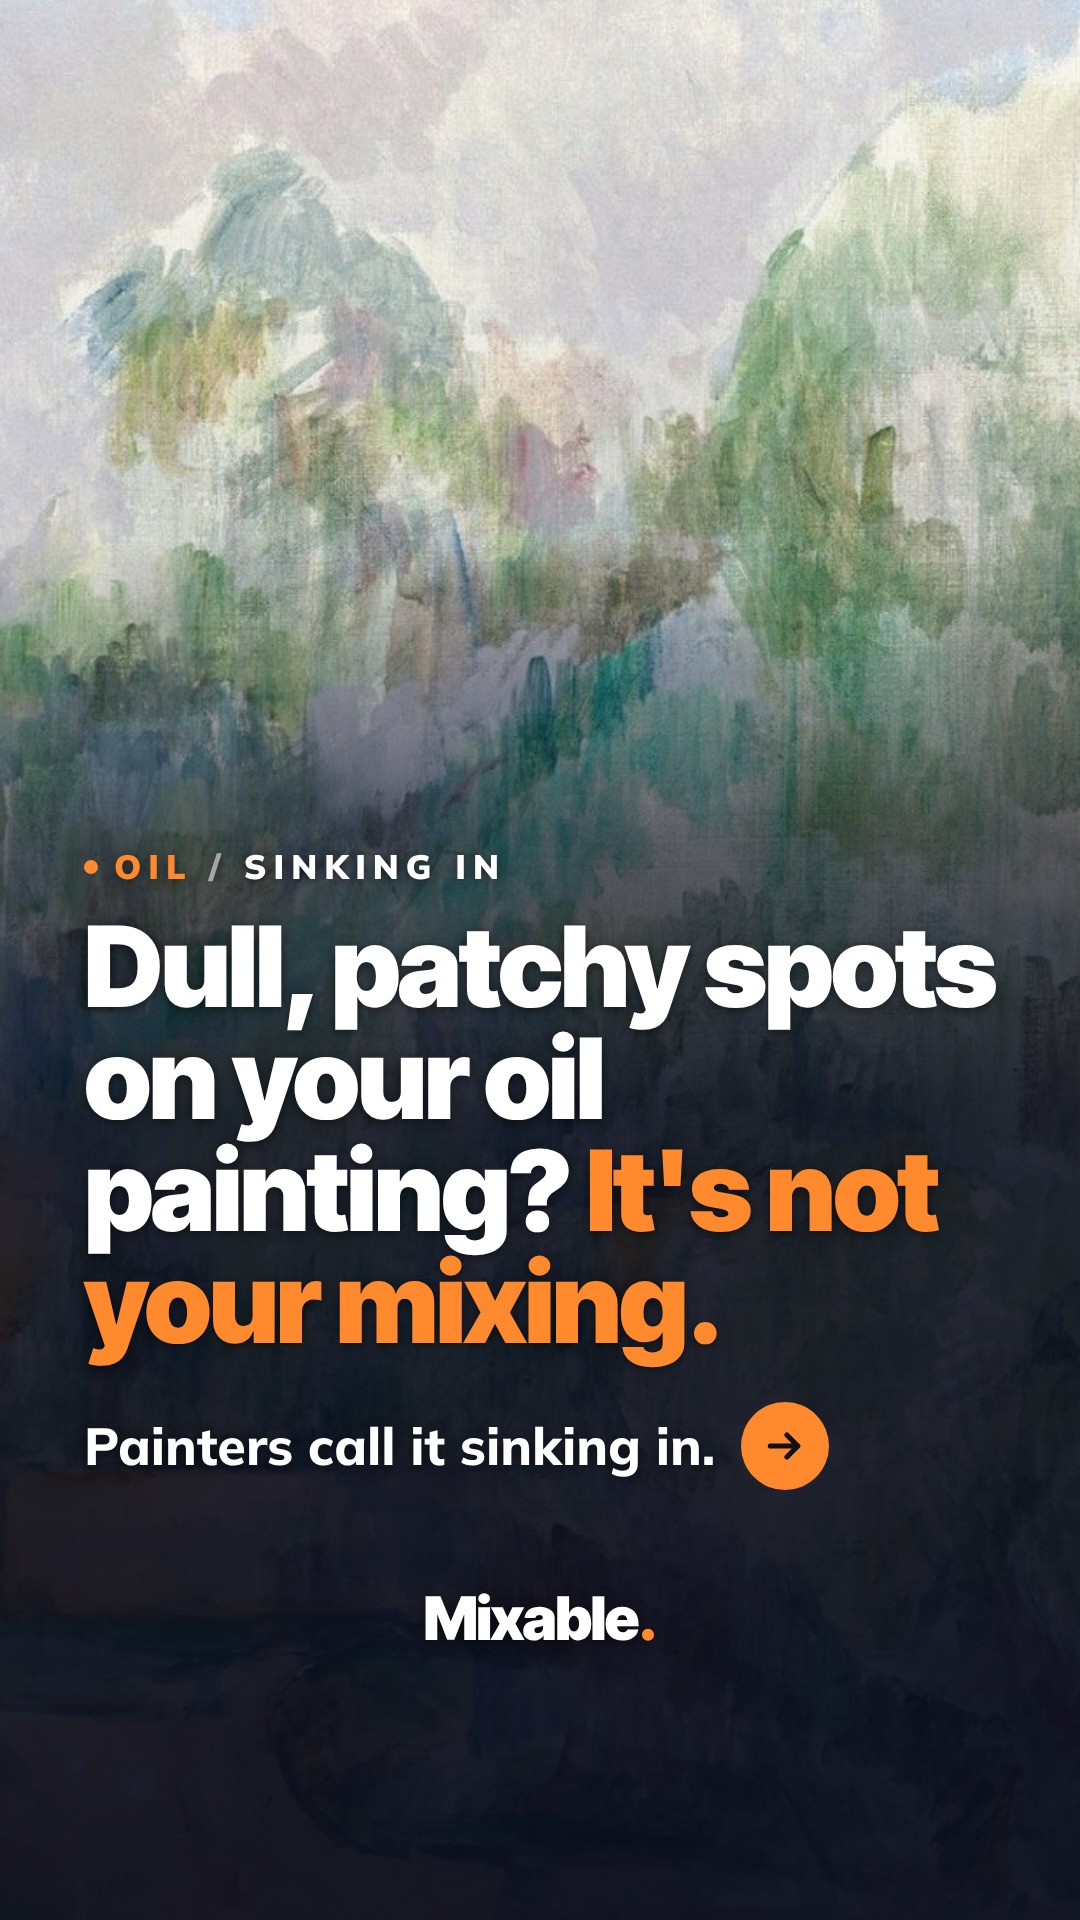 • OIL / SINKING IN
Dull, patchy spots
on your oil
painting? It's not
your mixing.
Painters call it sinking in. →
Mixable.